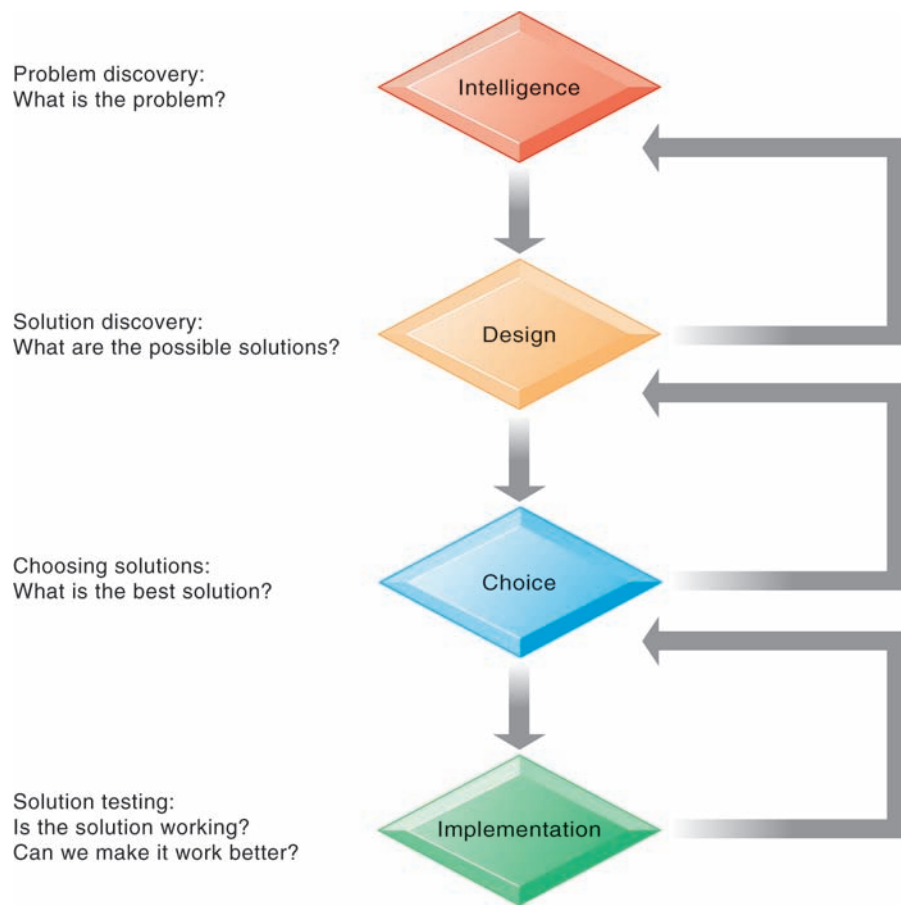 Problem discovery:
What is the problem?
Intelligence
Solution discovery:
What are the possible solutions?
Design
Choosing solutions:
What is the best solution?
Choice
Solution testing:
Is the solution working?
Can we make it work better?
Implementation